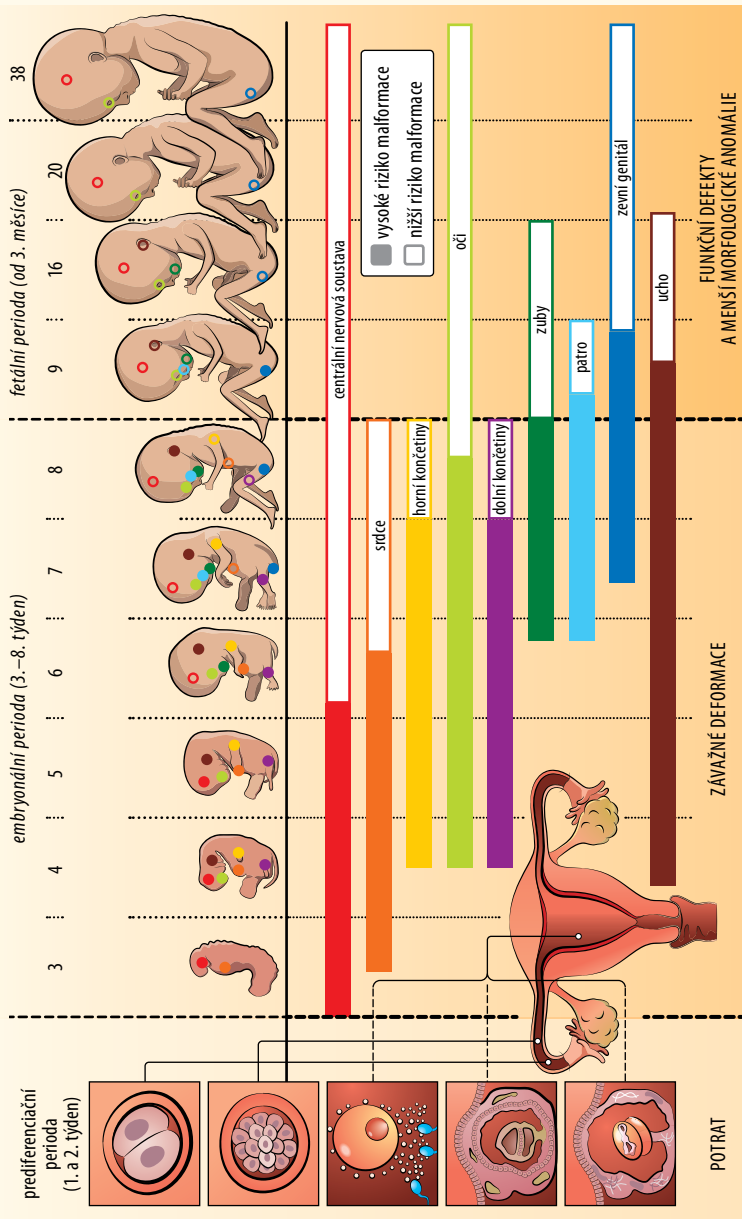 prediferenciační
perioda
(1. a 2. týden)
embryonální perioda (3.–8. týden)
fetální perioda (od 3. měsíce)
3
4
5
6
7
8
9
16
20
38
centrální nervová soustava
srdce
horní končetiny
oči
dolní končetiny
zuby
patro
zevní genitál
ucho
vysoké riziko malformace
nižší riziko malformace
POTRAT
ZÁVAŽNÉ DEFORMACE
FUNKČNÍ DEFEKTY
A MENŠÍ MORFOLOGICKÉ ANOMÁLIE